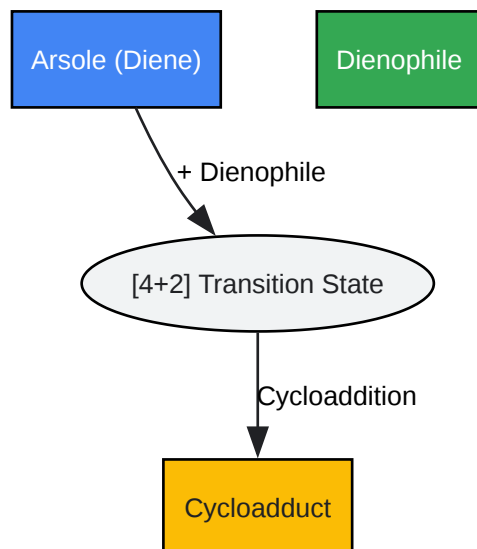 Arsole (Diene)
Dienophile
+ Dienophile
[4+2] Transition State
Cycloaddition
Cycloadduct